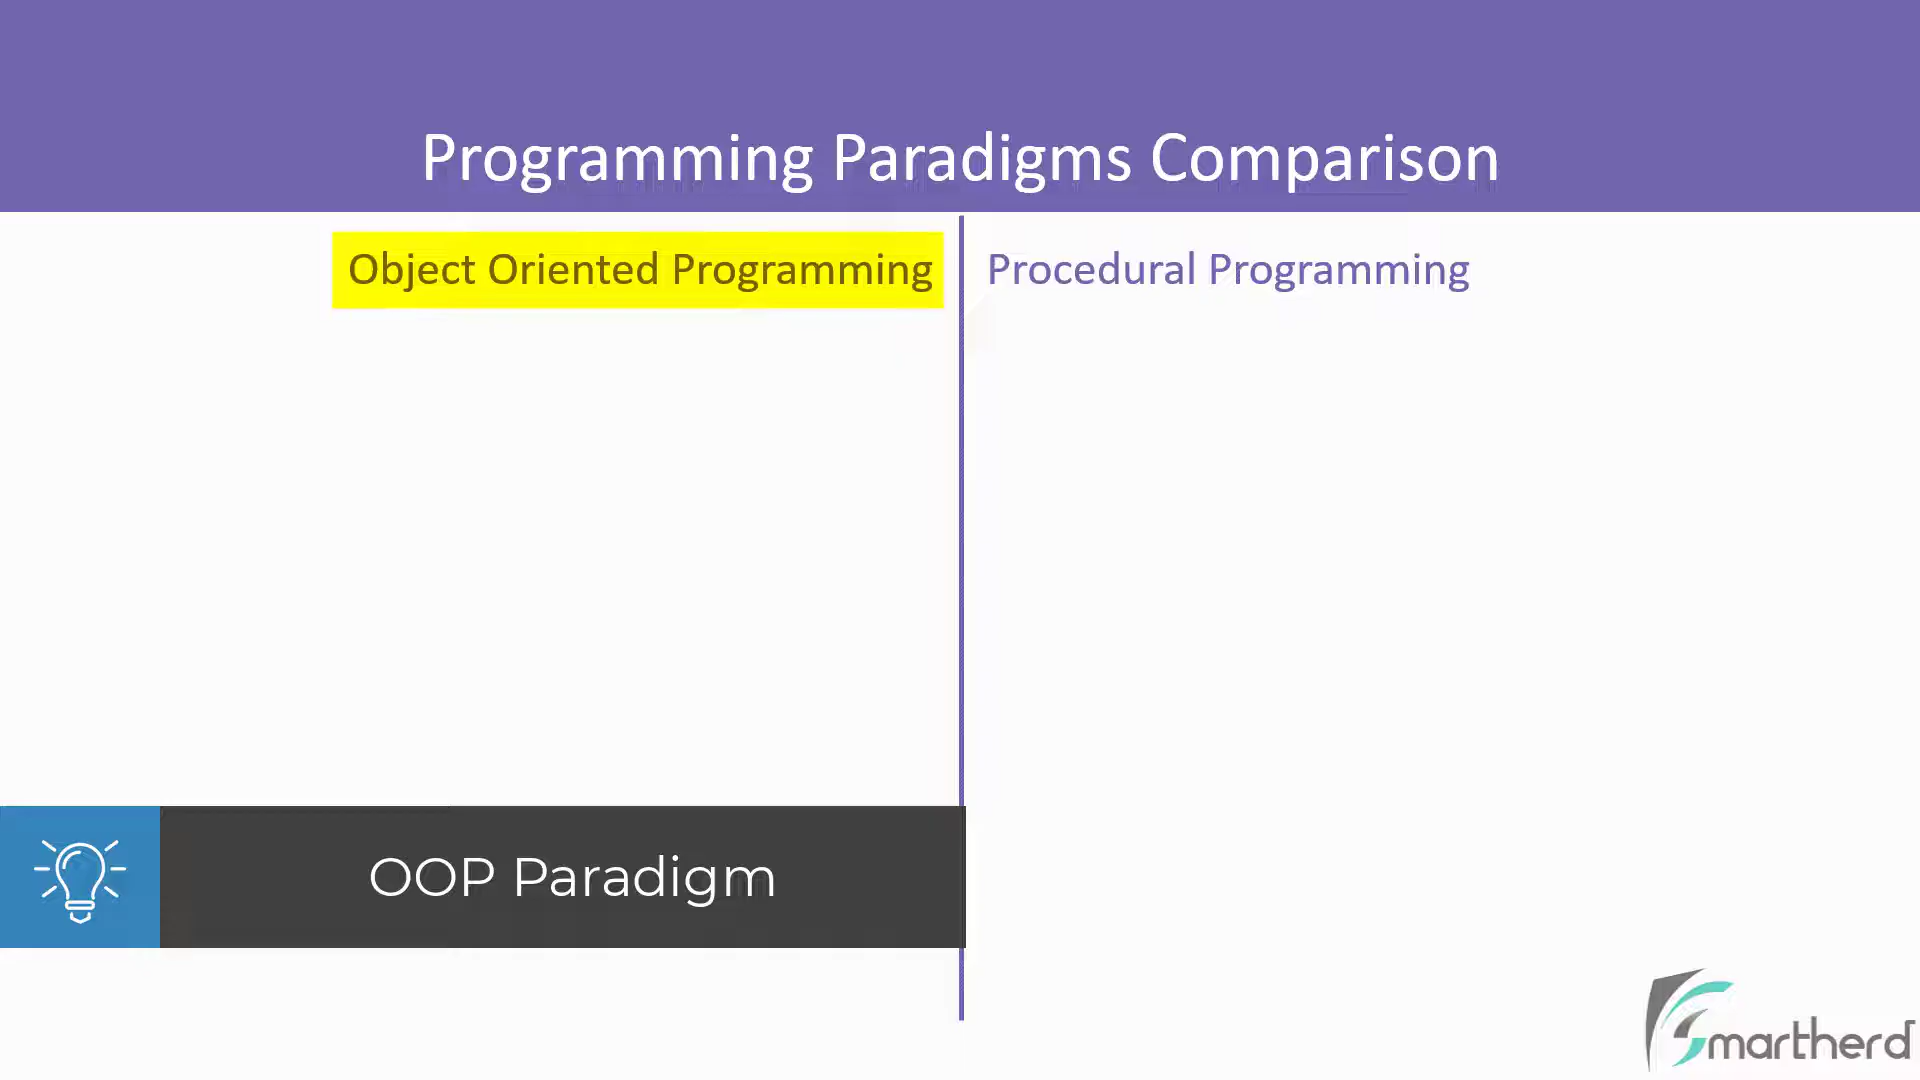 Programming Paradigms Comparison
Object Oriented Programming
Procedural Programming
OOP Paradigm
Smartherd